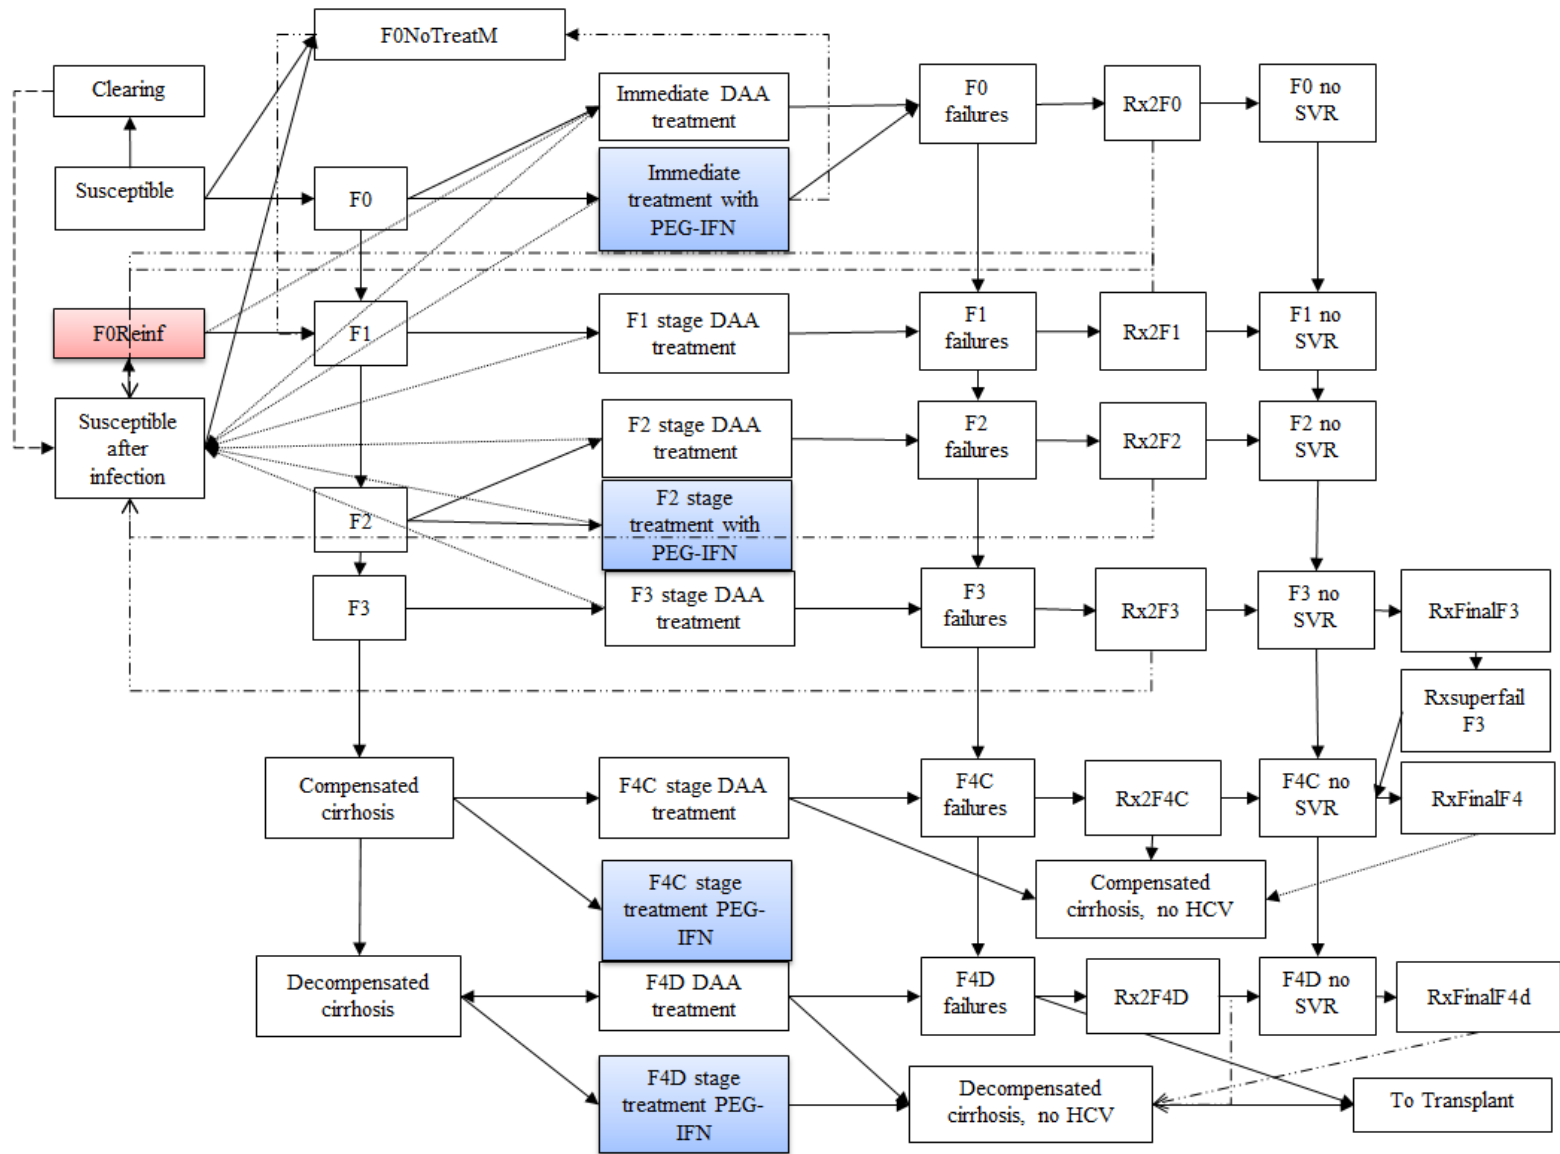 F0NoTreatM
Clearing
Immediate DAA
treatment
F0
failures
Rx2F0
F0 no
SVR
Susceptible
F0
Immediate
treatment with
PEG-IFN
F0Reinf
F1
F1 stage DAA
treatment
F1
failures
Rx2F1
F1 no
SVR
Susceptible
after
infection
F2 stage DAA
treatment
F2
failures
Rx2F2
F2 no
SVR
F2
F2 stage
treatment with
PEG-IFN
F3
F3 stage DAA
treatment
F3
failures
Rx2F3
F3 no
SVR
RxFinalF3
Rxsuperfail
F3
Compensated
cirrhosis
F4C stage DAA
treatment
F4C
failures
Rx2F4C
F4C no
SVR
RxFinalF4
F4C stage
treatment PEG-
IFN
Compensated
cirrhosis, no HCV
Decompensated
cirrhosis
F4D DAA
treatment
F4D
failures
Rx2F4D
F4D no
SVR
RxFinalF4d
F4D stage
treatment PEG-
IFN
Decompensated
cirrhosis, no HCV
To Transplant